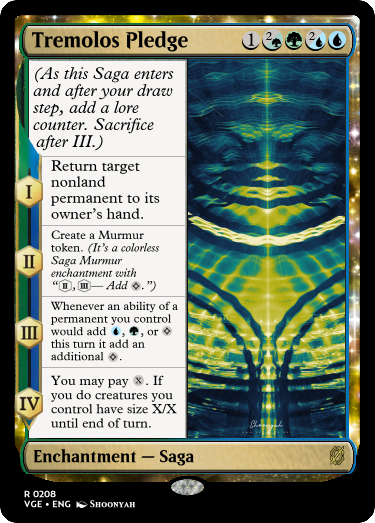 Tremolos Pledge 1 2 2
(As this Saga enters
and after your draw
step, add a lore
counter. Sacrifice
after III.)
I
Return target
nonland
permanent to its
owner's hand.
II
Create a Murmur
token. (It's a colorless
Saga Murmur
enchantment with
"II, III— Add ◇.")
III
Whenever an ability of a
permanent you control
would add , , or ◇
this turn it add an
additional ◇.
IV
You may pay X. If
you do creatures you
control have size X/X
until end of turn.
Shoonyah
Enchantment — Saga
R 0208
VGE • ENG Shoonyah